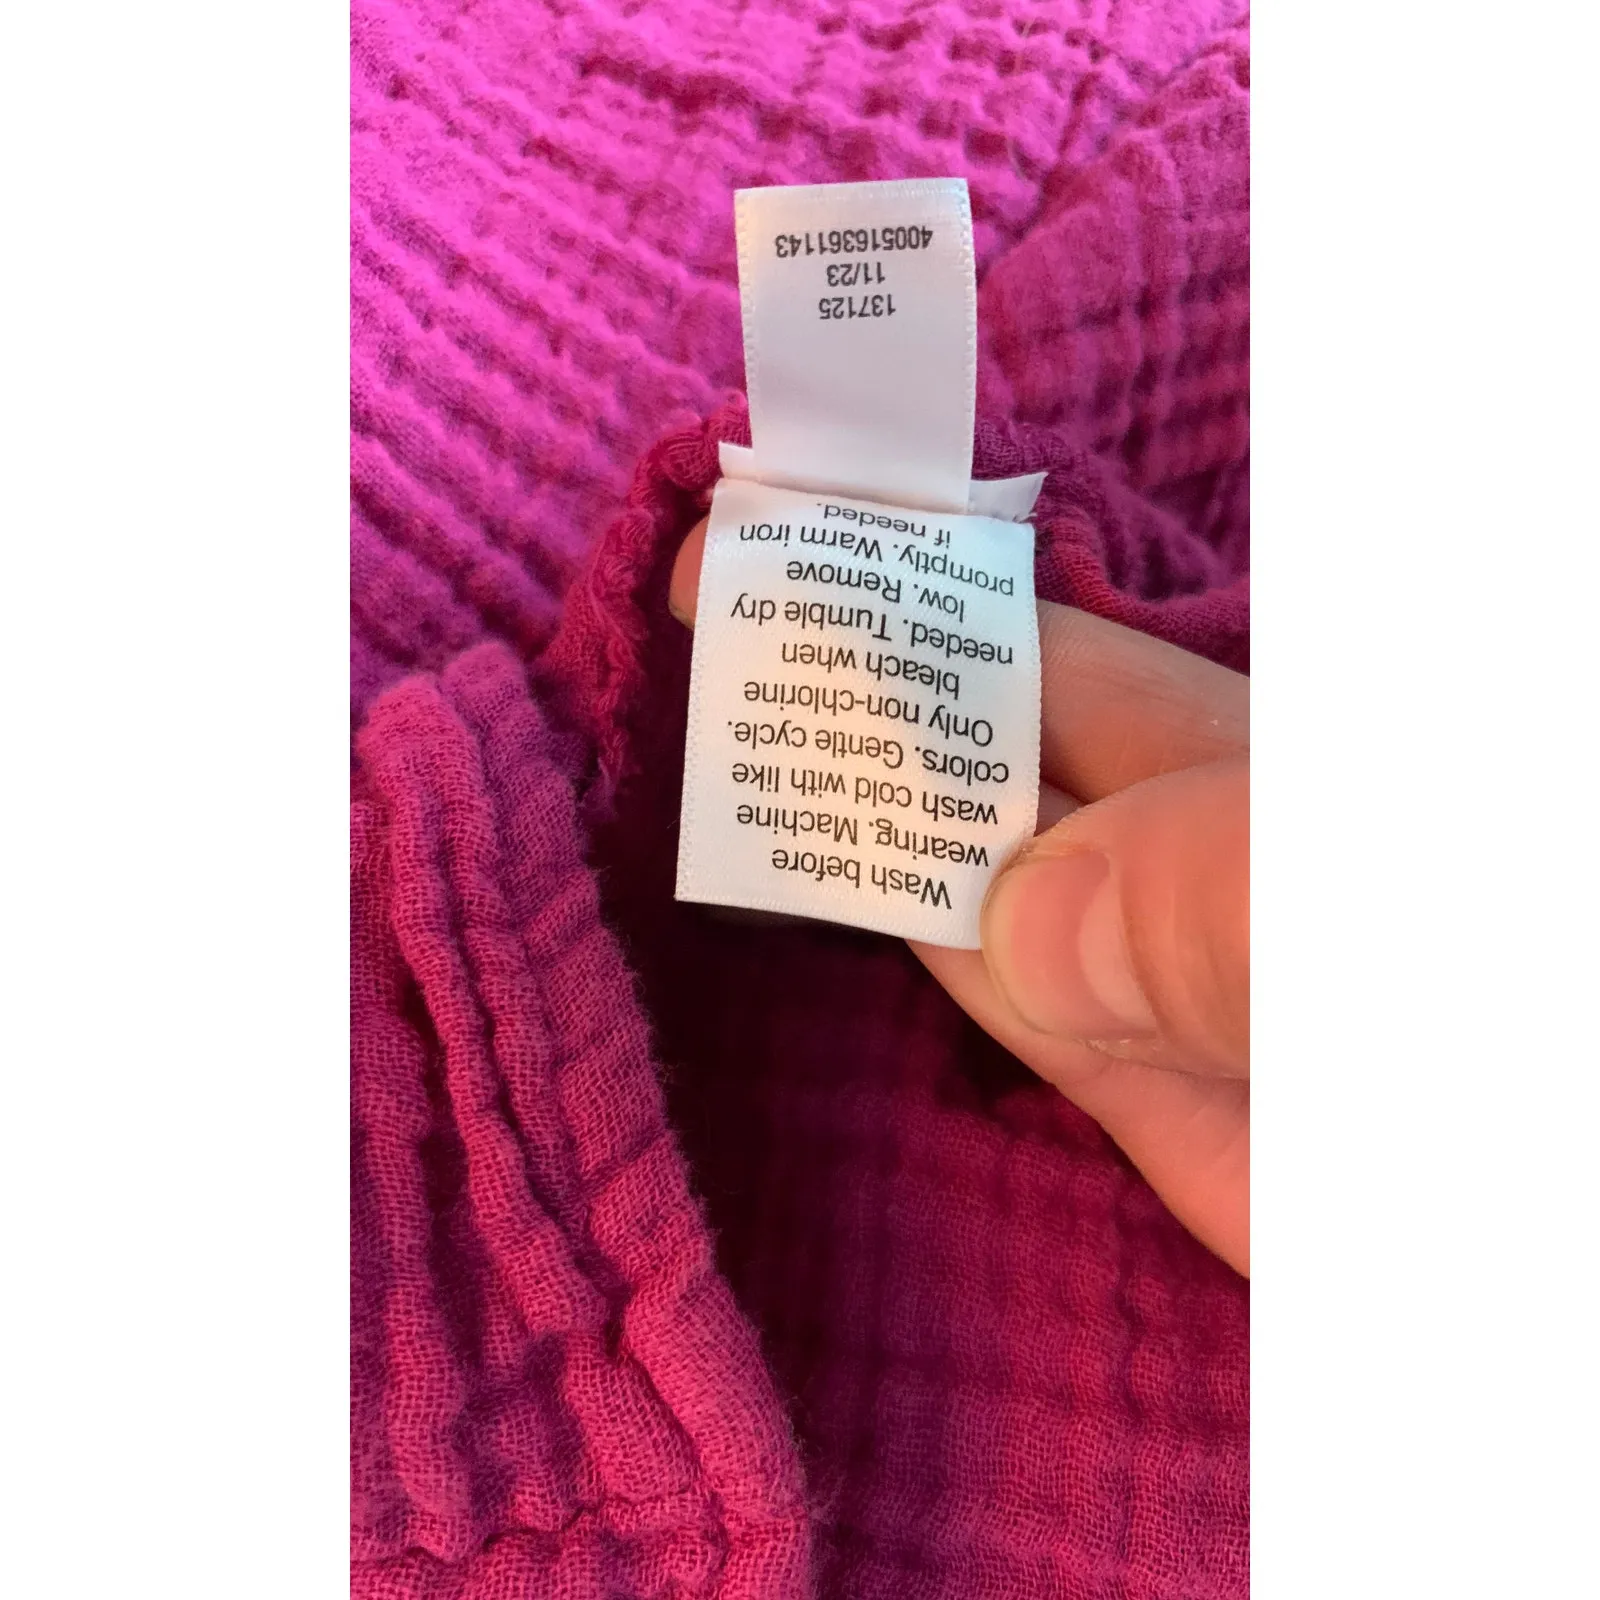 Wash before
wearing. Machine
wash cold with like
colors. Gentle cycle.
Only non-chlorine
bleach when
needed. Tumble dry
low. Remove
promptly. Warm iron
if needed.
137125
11/23
400516361143